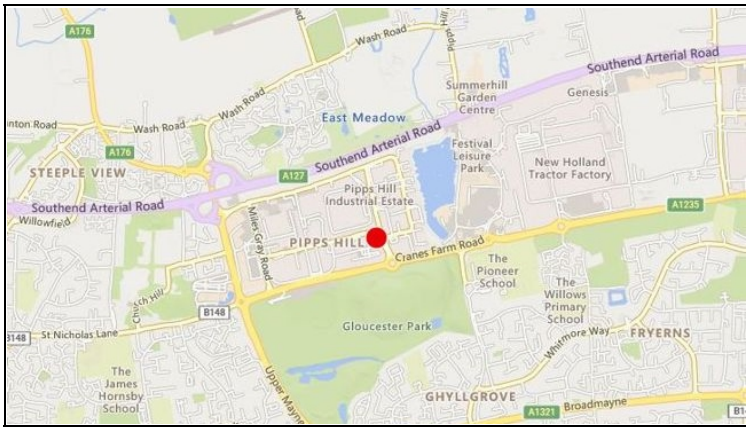 A176
Wash Road
Road
Pipps Hill
Southend Arterial Road
Summerhill
Garden
Centre
Genesis
East Meadow
Wash Road
Wash Road
nton Road
A176
Southend Arterial Road
Festival
Leisure
Park
New Holland
Tractor Factory
STEEPLE VIEW
A127
Pipps Hill
Industrial Estate
A1235
Southend Arterial Road
Willowfield
Miles Gray Road
PIPPS HILL
Cranes Farm Road
The
Pioneer
School
The
Willows
Primary
School
Church Hill
B148
St Nicholas Lane
B148
Gloucester Park
Whitmore Way
FRYERNS
The
James
Hornsby
School
Upper Mayne
GHYLLGROVE
A1321
Broadmayne
B14